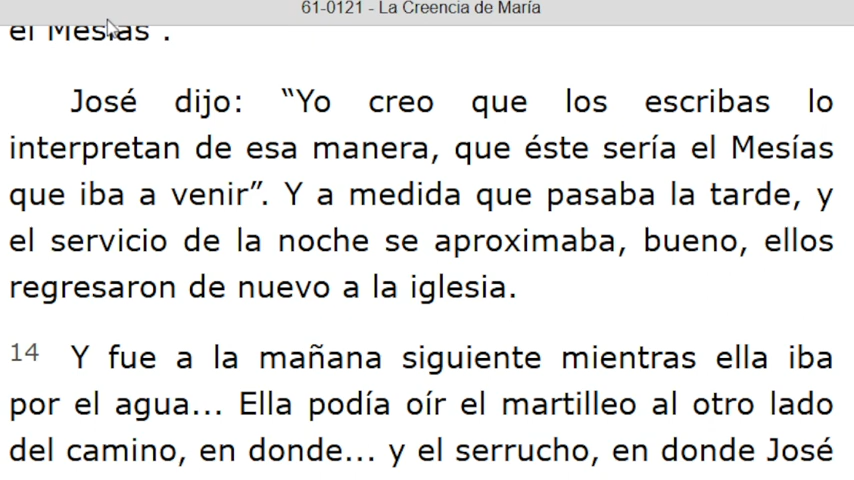 61-0121 - La Creencia de María
el Mesías”.
José dijo: “Yo creo que los escribas lo
interpretan de esa manera, que éste sería el Mesías
que iba a venir”. Y a medida que pasaba la tarde, y
el servicio de la noche se aproximaba, bueno, ellos
regresaron de nuevo a la iglesia.
14 Y fue a la mañana siguiente mientras ella iba
por el agua... Ella podía oír el martilleo al otro lado
del camino, en donde... y el serrucho, en donde José